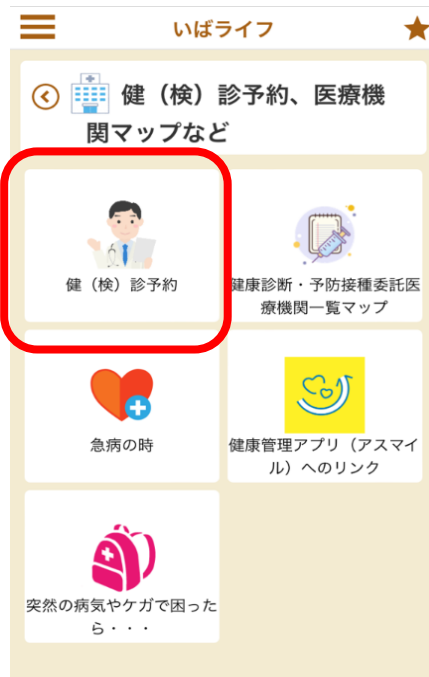 いばライフ
健（検）診予約、医療機
関マップなど
健（検）診予約
健康診断・予防接種委託医
療機関一覧マップ
急病の時
健康管理アプリ（アスマイ
ル）へのリンク
突然の病気やケガで困った
ら・・・